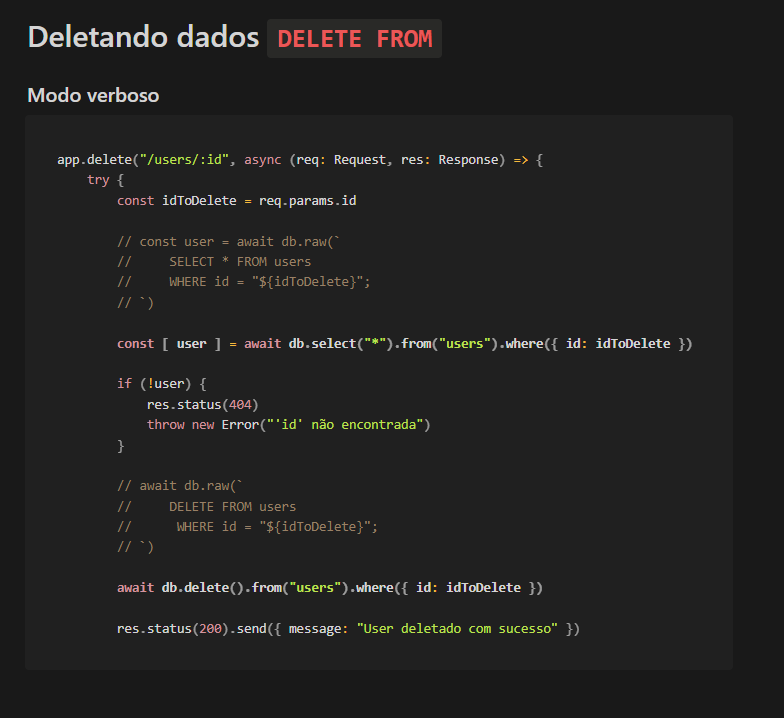 Deletando dados DELETE FROM
Modo verboso
app.delete("/users/:id", async (req: Request, res: Response) => {
    try {
        const idToDelete = req.params.id

        // const user = await db.raw(`
        //     SELECT * FROM users
        //     WHERE id = "${idToDelete}";
        // `)

        const [ user ] = await db.select("*").from("users").where({ id: idToDelete })

        if (!user) {
            res.status(404)
            throw new Error("'id' não encontrada")
        }

        // await db.raw(`
        //     DELETE FROM users
        //      WHERE id = "${idToDelete}";
        // `)

        await db.delete().from("users").where({ id: idToDelete })

        res.status(200).send({ message: "User deletado com sucesso" })